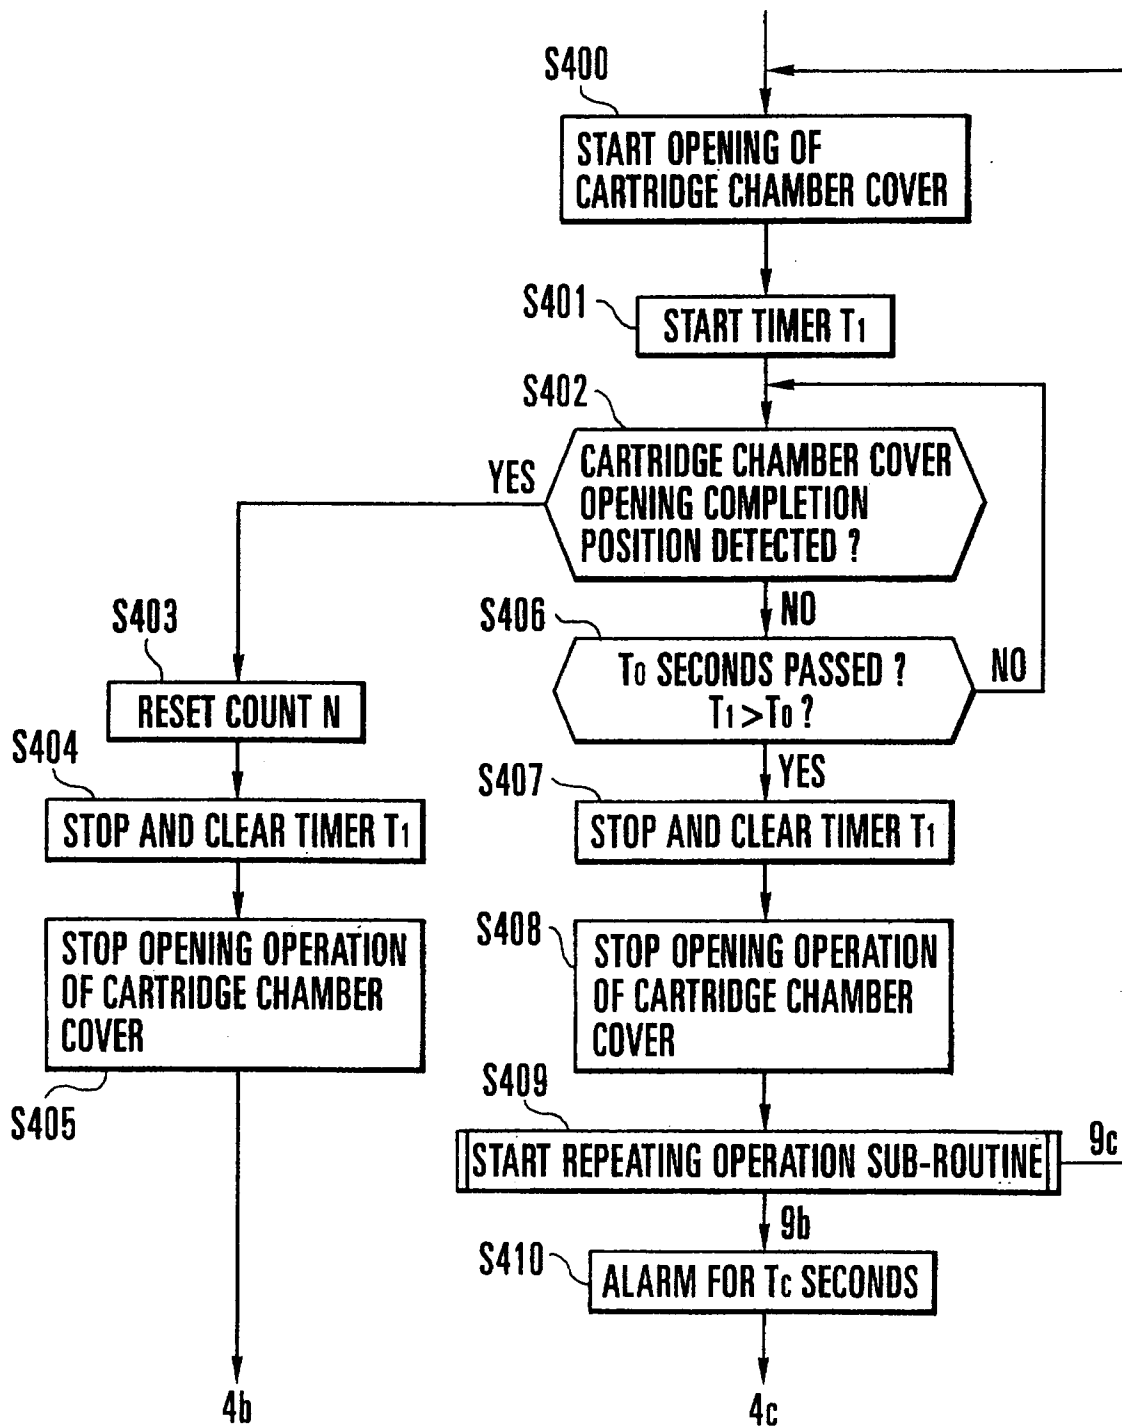 S400
START OPENING OF
CARTRIDGE CHAMBER COVER
S401
START TIMER T1
S402
CARTRIDGE CHAMBER COVER
OPENING COMPLETION
POSITION DETECTED ?
YES
NO
S403
RESET COUNT N
S406
T0 SECONDS PASSED ?
T1 > T0 ?
NO
YES
S404
STOP AND CLEAR TIMER T1
S407
STOP AND CLEAR TIMER T1
S405
STOP OPENING OPERATION
OF CARTRIDGE CHAMBER
COVER
S408
STOP OPENING OPERATION
OF CARTRIDGE CHAMBER
COVER
S409
START REPEATING OPERATION SUB-ROUTINE
9c
9b
S410
ALARM FOR Tc SECONDS
4b
4c